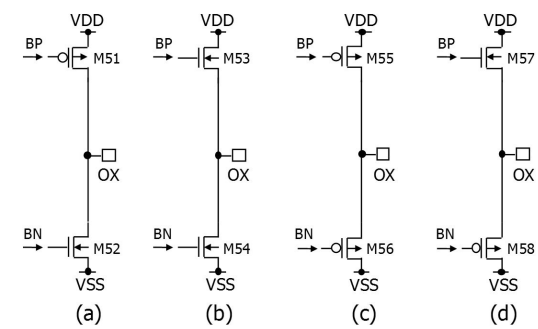 VDD VDD VDD VDD
BP BP BP BP
M51 M53 M55 M57
OX OX OX OX
BN BN BN BN
M52 M54 M56 M58
VSS VSS VSS VSS
(a) (b) (c) (d)